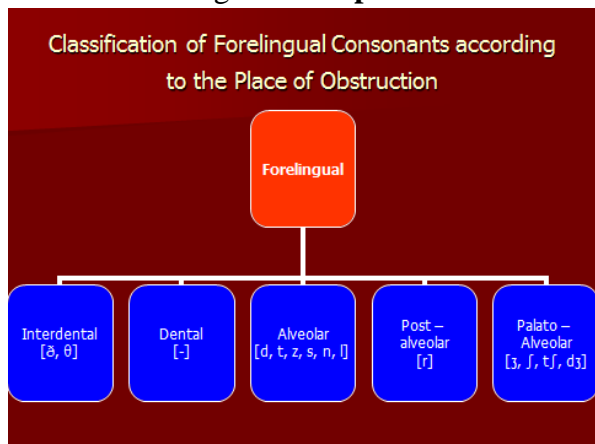 Classification of Forelingual Consonants according
to the Place of Obstruction
Forelingual
Interdental
[ð, θ]
Dental
[-]
Alveolar
[d, t, z, s, n, l]
Post –
alveolar
[r]
Palato –
Alveolar
[ʒ, ʃ, tʃ, dʒ]